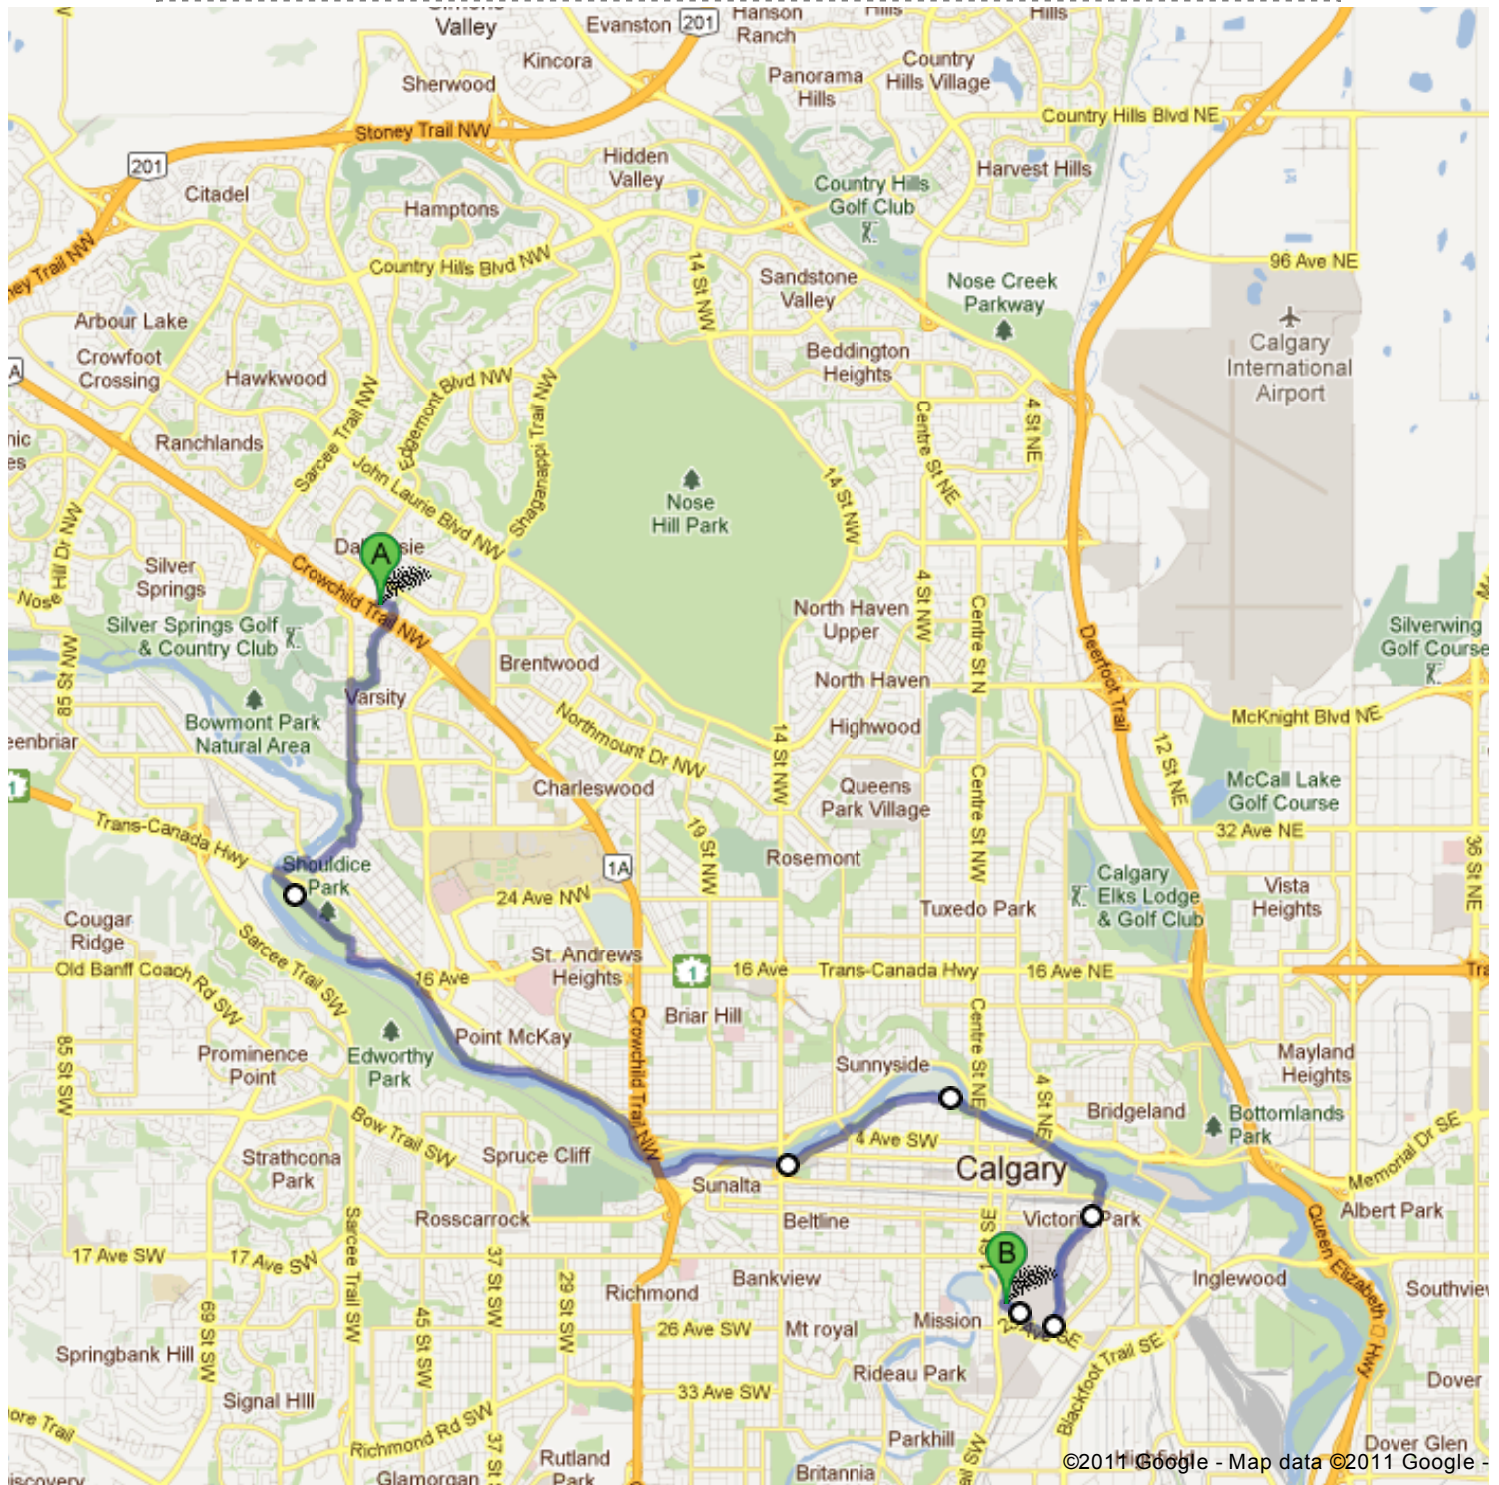 Valley
Evanston
201
Hanson
Ranch
Hills
Hills
Kincora
Sherwood
Panorama
Hills
Country
Hills Village
Country Hills Blvd NE
Stoney Trail NW
201
Citadel
Hidden
Valley
Harvest Hills
Country Hills
Golf Club
Hamptons
Trail NW
Country Hills Blvd NW
14 St NW
Sandstone
Valley
Nose Creek
Parkway
96 Ave NE
Arbour Lake
Crowfoot
Crossing
Hawkwood
Beddington
Heights
Calgary
International
Airport
A
Sarcee Trail NW
Edgemont Blvd NW
Shaganappi Trail NW
Centre St NE
4 St NE
Ranchlands
John Laurie Blvd NW
14 St NW
Nose
Hill Park
Nose Hill Dr NW
Silver
Springs
A
Crowchild Trail NW
Silver Springs Golf
& Country Club
North Haven
Upper
4 St NW
Centre St N
Deerfoot Trail
Silverwing
Golf Course
85 St NW
Brentwood
North Haven
Varsity
Bowmont Park
Natural Area
Northmount Dr NW
Highwood
McKnight Blvd NE
14 St NW
12 St NE
1
Charleswood
Queens
Park Village
Centre St NW
McCall Lake
Golf Course
Trans-Canada Hwy
19 St NW
32 Ave NE
36 St NE
Shouldice
Park
1A
Rosemont
24 Ave NW
Calgary
Elks Lodge
& Golf Club
Vista
Heights
Cougar
Ridge
Tuxedo Park
Sarcee Trail SW
St. Andrews
Heights
Old Banff Coach Rd SW
16 Ave
1
16 Ave
Trans-Canada Hwy
16 Ave NE
Briar Hill
Crowchild Trail NW
Centre St NE
85 St SW
Point McKay
Prominence
Point
Edworthy
Park
Sunnyside
4 St NE
Mayland
Heights
Bridgeland
Bottomlands
Park
Bow Trail SW
4 Ave SW
Memorial Dr SE
Strathcona
Park
Spruce Cliff
Calgary
Sunalta
Rosscarrock
Beltline
Albert Park
Sarcee Trail SW
17 Ave SW
17 Ave SW
37 St SW
B
Queen Elizabeth
Hwy
29 St SW
Bankview
Inglewood
Richmond
69 St SW
45 St SW
26 Ave SW
Mt royal
Mission
Springbank Hill
Rideau Park
Blackfoot Trail SE
33 Ave SW
Signal Hill
Dover
Richmond Rd SW
Parkhill
Dover Glen
Rutland
Park
Glamorgan
Britannia
©2011 Google - Map data ©2011 Google -